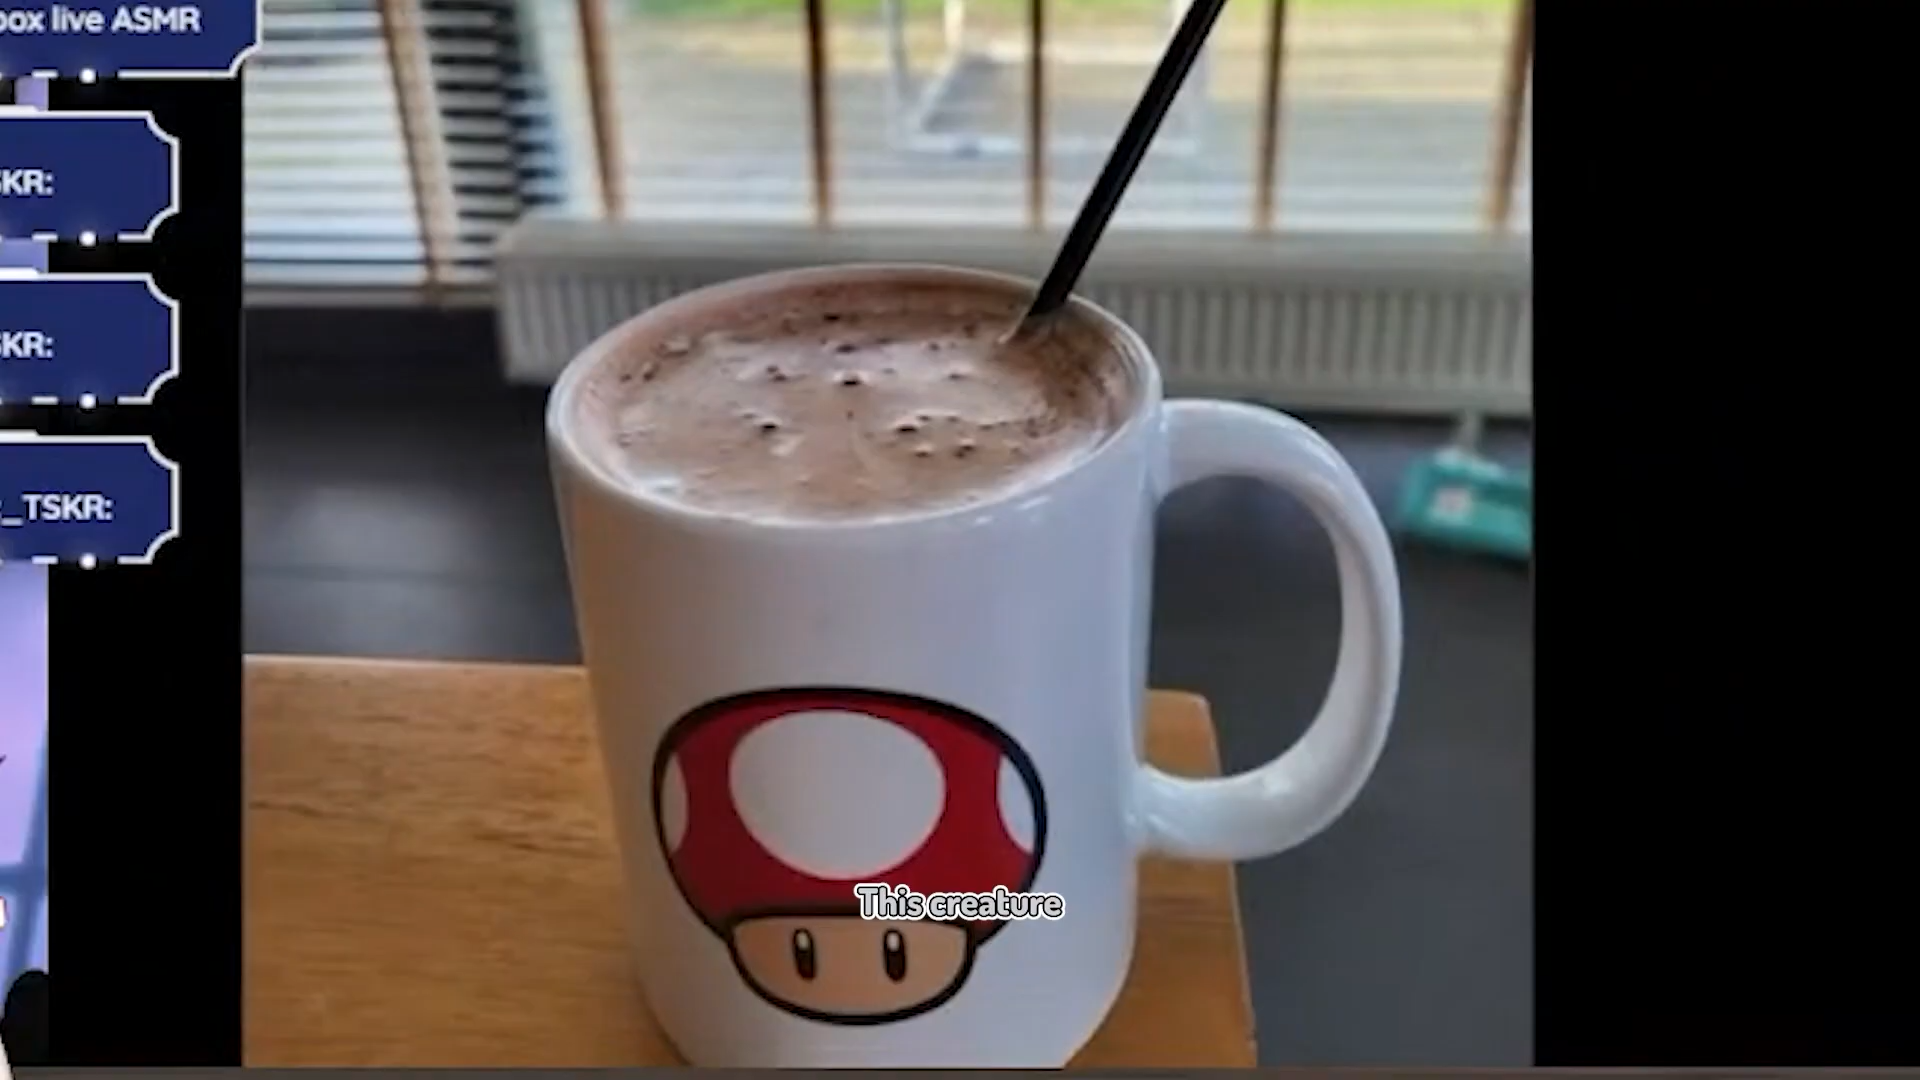 box live ASMR
SKR:
SKR:
_TSKR:
This creature